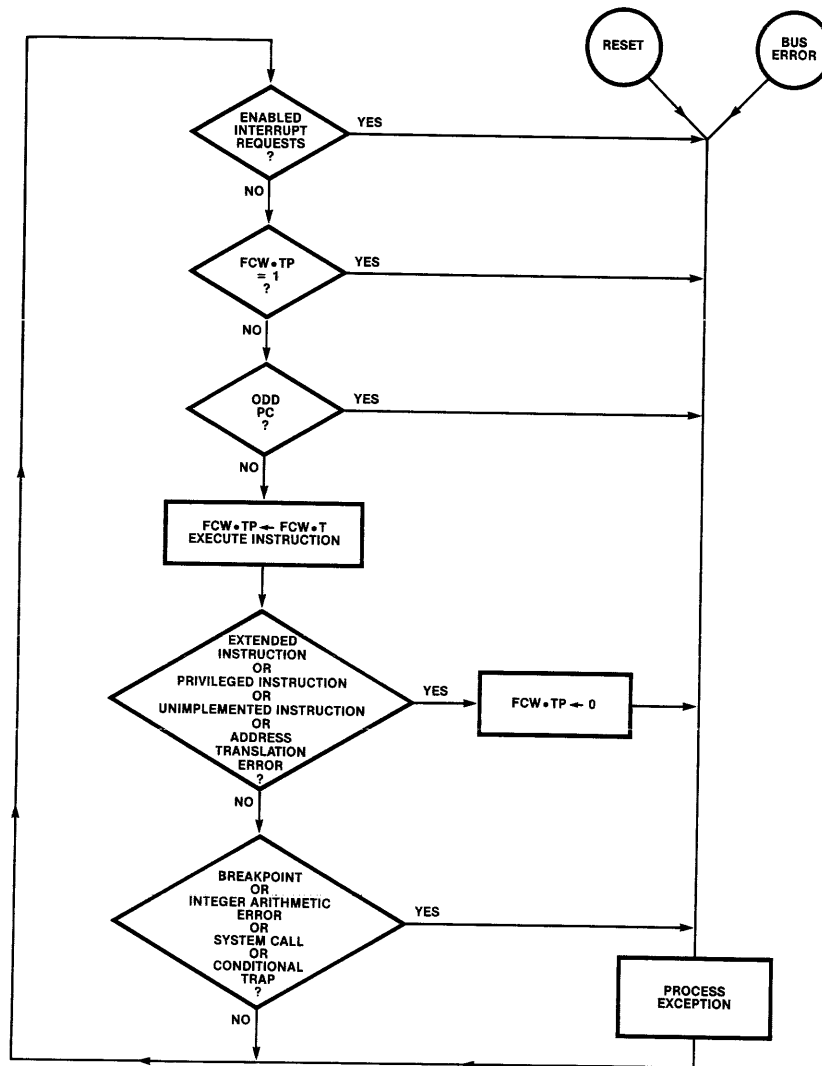 RESET
BUS
ERROR
ENABLED
INTERRUPT
REQUESTS
?
YES
NO
FCW•TP
= 1
?
YES
NO
ODD
PC
?
YES
NO
FCW•TP ← FCW•T
EXECUTE INSTRUCTION
EXTENDED
INSTRUCTION
OR
PRIVILEGED INSTRUCTION
OR
UNIMPLEMENTED INSTRUCTION
OR
ADDRESS
TRANSLATION
ERROR
?
YES
FCW•TP ← 0
NO
BREAKPOINT
OR
INTEGER ARITHMETIC
ERROR
OR
SYSTEM CALL
OR
CONDITIONAL
TRAP
?
YES
PROCESS
EXCEPTION
NO